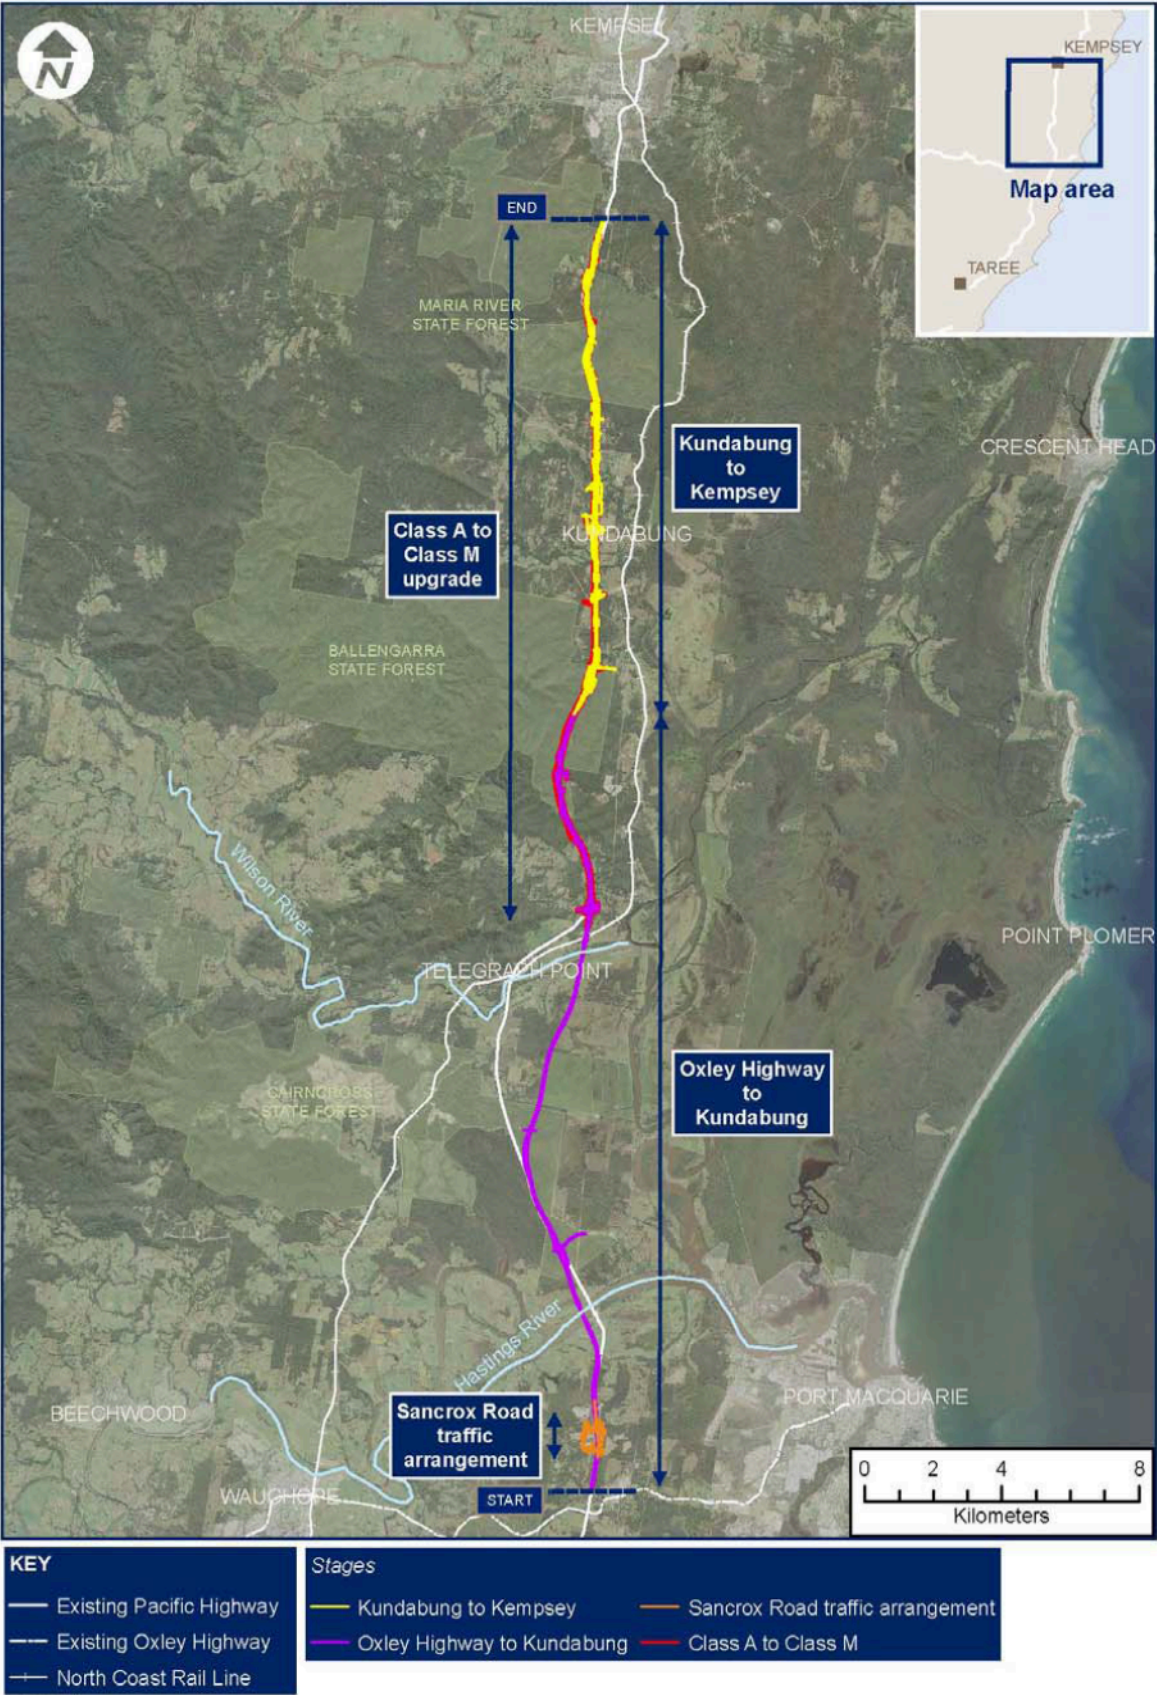 KEMPSEY
N
KEMPSEY
Map area
TAREE
END
MARIA RIVER
STATE FOREST
CRESCENT HEAD
Kundabung
to
Kempsey
Class A to
Class M
upgrade
KUNDABUNG
BALLENGARRA
STATE FOREST
Wilson River
POINT PLOMER
TELEGRAPH POINT
Oxley Highway
to
Kundabung
CAIRNCROSS
STATE FOREST
Hastings River
PORT MACQUARIE
BEECHWOOD
Sancrox Road
traffic
arrangement
WAUCHOPE
START
0 2 4 8
Kilometers
KEY
Existing Pacific Highway
Existing Oxley Highway
North Coast Rail Line
Stages
Kundabung to Kempsey
Oxley Highway to Kundabung
Sancrox Road traffic arrangement
Class A to Class M